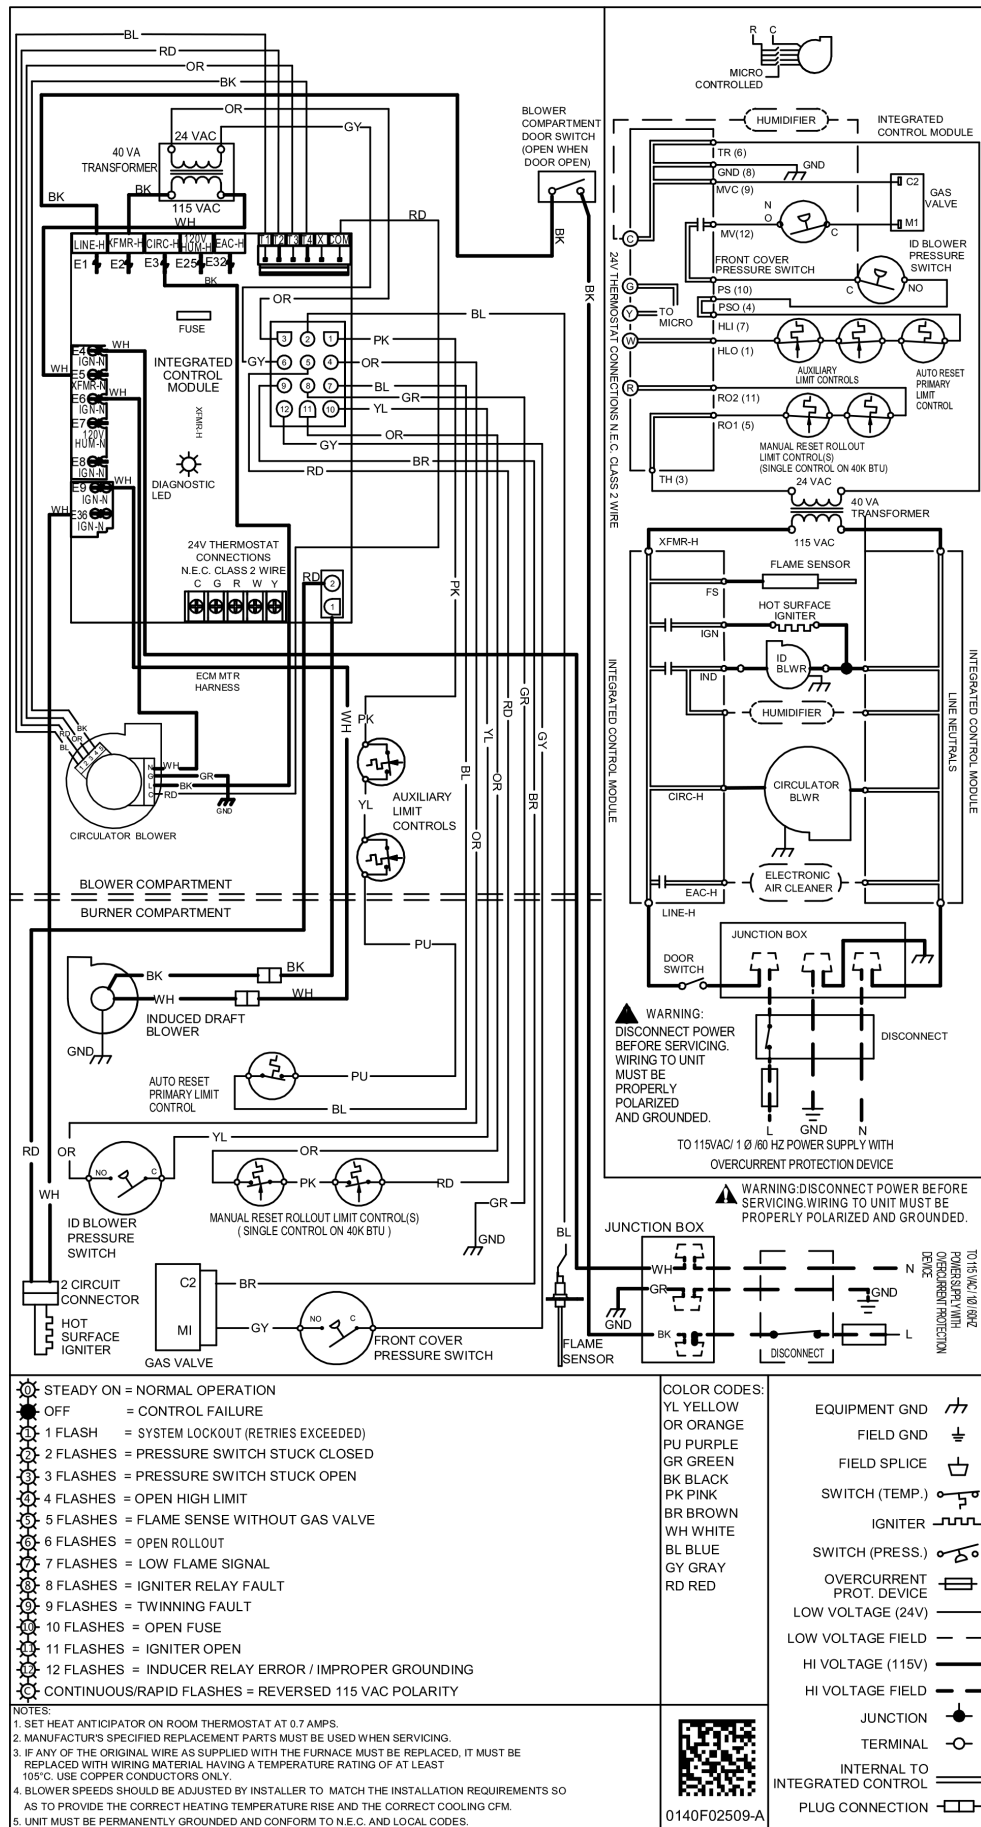 BL
RD
OR
BK
OR
GY
24 VAC
40 VA
TRANSFORMER
BK
BK
115 VAC
WH
RD
BLOWER
COMPARTMENT
DOOR SWITCH
(OPEN WHEN
DOOR OPEN)
BK
BK
LINE-H
XFMR-H
CIRC-H
120V
HUM-H
EAC-H
T1
T2
T3
T4
X
COM
E1
E2
E3
E25
E32
BK
OR
BL
FUSE
3
2
1
PK
WH
E4
IGN-N
WH
E5
XFMR-N
WH
E6
IGN-N
E7
120V
HUM-N
E8
IGN-N
E9
WH
IGN-N
WH
E36
IGN-N
INTEGRATED
CONTROL
MODULE
XFMR-H
GY
6
5
4
OR
9
8
7
BL
GR
12
11
10
YL
OR
GY
BR
RD
DIAGNOSTIC
LED
24V THERMOSTAT
CONNECTIONS
N.E.C. CLASS 2 WIRE
C G R W Y
RD
2
1
PK
ECM MTR
HARNESS
WH
PK
GR
RD
YL
GY
OR
BL
BR
OR
BK
RD
OR
BL
1 2 3 4 5
N
G
L
C
WH
GR
BK
RD
GND
CIRCULATOR BLOWER
YL
AUXILIARY
LIMIT
CONTROLS
BLOWER COMPARTMENT
BURNER COMPARTMENT
PU
BK
BK
WH
WH
INDUCED DRAFT
BLOWER
GND
AUTO RESET
PRIMARY LIMIT
CONTROL
PU
BL
YL
RD
OR
OR
NO
C
PK
RD
WH
ID BLOWER
PRESSURE
SWITCH
MANUAL RESET ROLLOUT LIMIT CONTROL(S)
( SINGLE CONTROL ON 40K BTU )
GR
GND
BL
2 CIRCUIT
CONNECTOR
HOT
SURFACE
IGNITER
C2
MI
BR
GY
NO
C
GAS VALVE
FRONT COVER
PRESSURE SWITCH
FLAME
SENSOR
R C
MICRO
CONTROLLED
HUMIDIFIER
INTEGRATED
CONTROL MODULE
TR (6)
GND (8)
GND
MVC (9)
C2
GAS
VALVE
M1
N
O
C
MV(12)
C
ID BLOWER
PRESSURE
SWITCH
FRONT COVER
PRESSURE SWITCH
C
NO
24V THERMOSTAT CONNECTIONS N.E.C. CLASS 2 WIRE
G
PS (10)
PSO (4)
Y
TO
MICRO
HLI (7)
W
HLO (1)
AUXILIARY
LIMIT CONTROLS
AUTO RESET
PRIMARY
LIMIT
CONTROL
R
RO2 (11)
RO1 (5)
MANUAL RESET ROLLOUT
LIMIT CONTROL(S)
(SINGLE CONTROL ON 40K BTU)
TH (3)
24 VAC
40 VA
TRANSFORMER
115 VAC
XFMR-H
FLAME SENSOR
FS
HOT SURFACE
IGNITER
IGN
ID
BLWR
IND
HUMIDIFIER
INTEGRATED CONTROL MODULE
LINE NEUTRALS
INTEGRATED CONTROL MODULE
CIRC-H
CIRCULATOR
BLWR
ELECTRONIC
AIR CLEANER
EAC-H
LINE-H
JUNCTION BOX
DOOR
SWITCH
WARNING:
DISCONNECT POWER
BEFORE SERVICING.
WIRING TO UNIT
MUST BE
PROPERLY
POLARIZED
AND GROUNDED.
DISCONNECT
L
GND
N
TO 115VAC/ 1 Ø /60 HZ POWER SUPPLY WITH
OVERCURRENT PROTECTION DEVICE
WARNING:DISCONNECT POWER BEFORE
SERVICING.WIRING TO UNIT MUST BE
PROPERLY POLARIZED AND GROUNDED.
JUNCTION BOX
WH
N
GR
GND
GND
BK
DISCONNECT
L
TO 115 VAC/ 1Ø /60HZ
POWER SUPPLY WITH
OVERCURRENT PROTECTION
DEVICE
0 STEADY ON = NORMAL OPERATION
OFF = CONTROL FAILURE
1 1 FLASH = SYSTEM LOCKOUT (RETRIES EXCEEDED)
2 2 FLASHES = PRESSURE SWITCH STUCK CLOSED
3 3 FLASHES = PRESSURE SWITCH STUCK OPEN
4 4 FLASHES = OPEN HIGH LIMIT
5 5 FLASHES = FLAME SENSE WITHOUT GAS VALVE
6 6 FLASHES = OPEN ROLLOUT
7 7 FLASHES = LOW FLAME SIGNAL
8 8 FLASHES = IGNITER RELAY FAULT
9 9 FLASHES = TWINNING FAULT
10 10 FLASHES = OPEN FUSE
11 11 FLASHES = IGNITER OPEN
12 12 FLASHES = INDUCER RELAY ERROR / IMPROPER GROUNDING
C CONTINUOUS/RAPID FLASHES = REVERSED 115 VAC POLARITY
COLOR CODES:
YL YELLOW
OR ORANGE
PU PURPLE
GR GREEN
BK BLACK
PK PINK
BR BROWN
WH WHITE
BL BLUE
GY GRAY
RD RED
EQUIPMENT GND
FIELD GND
FIELD SPLICE
SWITCH (TEMP.)
IGNITER
SWITCH (PRESS.)
OVERCURRENT
PROT. DEVICE
LOW VOLTAGE (24V)
LOW VOLTAGE FIELD
HI VOLTAGE (115V)
HI VOLTAGE FIELD
JUNCTION
TERMINAL
INTERNAL TO
INTEGRATED CONTROL
PLUG CONNECTION
NOTES:
1. SET HEAT ANTICIPATOR ON ROOM THERMOSTAT AT 0.7 AMPS.
2. MANUFACTUR'S SPECIFIED REPLACEMENT PARTS MUST BE USED WHEN SERVICING.
3. IF ANY OF THE ORIGINAL WIRE AS SUPPLIED WITH THE FURNACE MUST BE REPLACED, IT MUST BE
REPLACED WITH WIRING MATERIAL HAVING A TEMPERATURE RATING OF AT LEAST
105°C. USE COPPER CONDUCTORS ONLY.
4. BLOWER SPEEDS SHOULD BE ADJUSTED BY INSTALLER TO MATCH THE INSTALLATION REQUIREMENTS SO
AS TO PROVIDE THE CORRECT HEATING TEMPERATURE RISE AND THE CORRECT COOLING CFM.
5. UNIT MUST BE PERMANENTLY GROUNDED AND CONFORM TO N.E.C. AND LOCAL CODES.
0140F02509-A